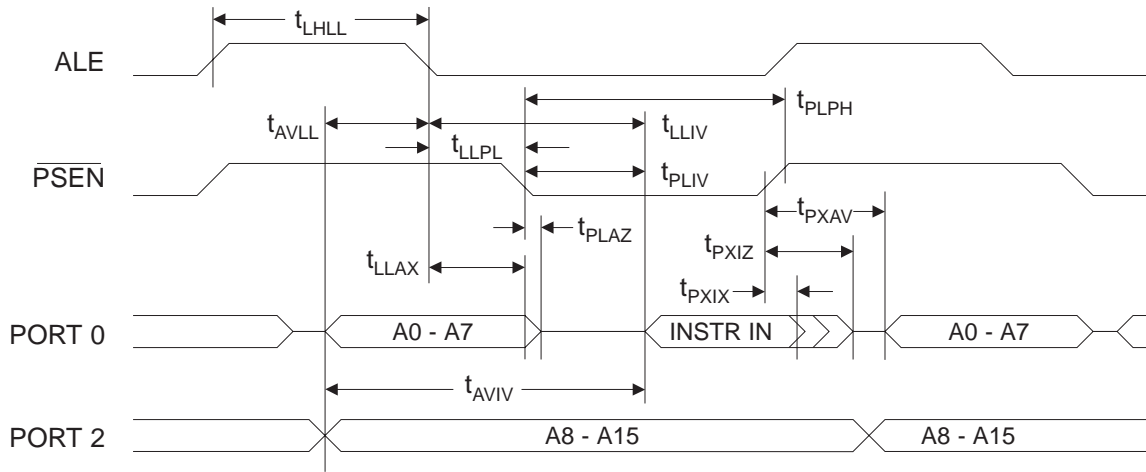 tLHLL
ALE
tPLPH
tAVLL
tLLIV
tLLPL
PSEN
tPLIV
tPXAV
tPLAZ
tPXIZ
tLLAX
tPXIX
PORT 0
A0 - A7
INSTR IN
A0 - A7
tAVIV
PORT 2
A8 - A15
A8 - A15